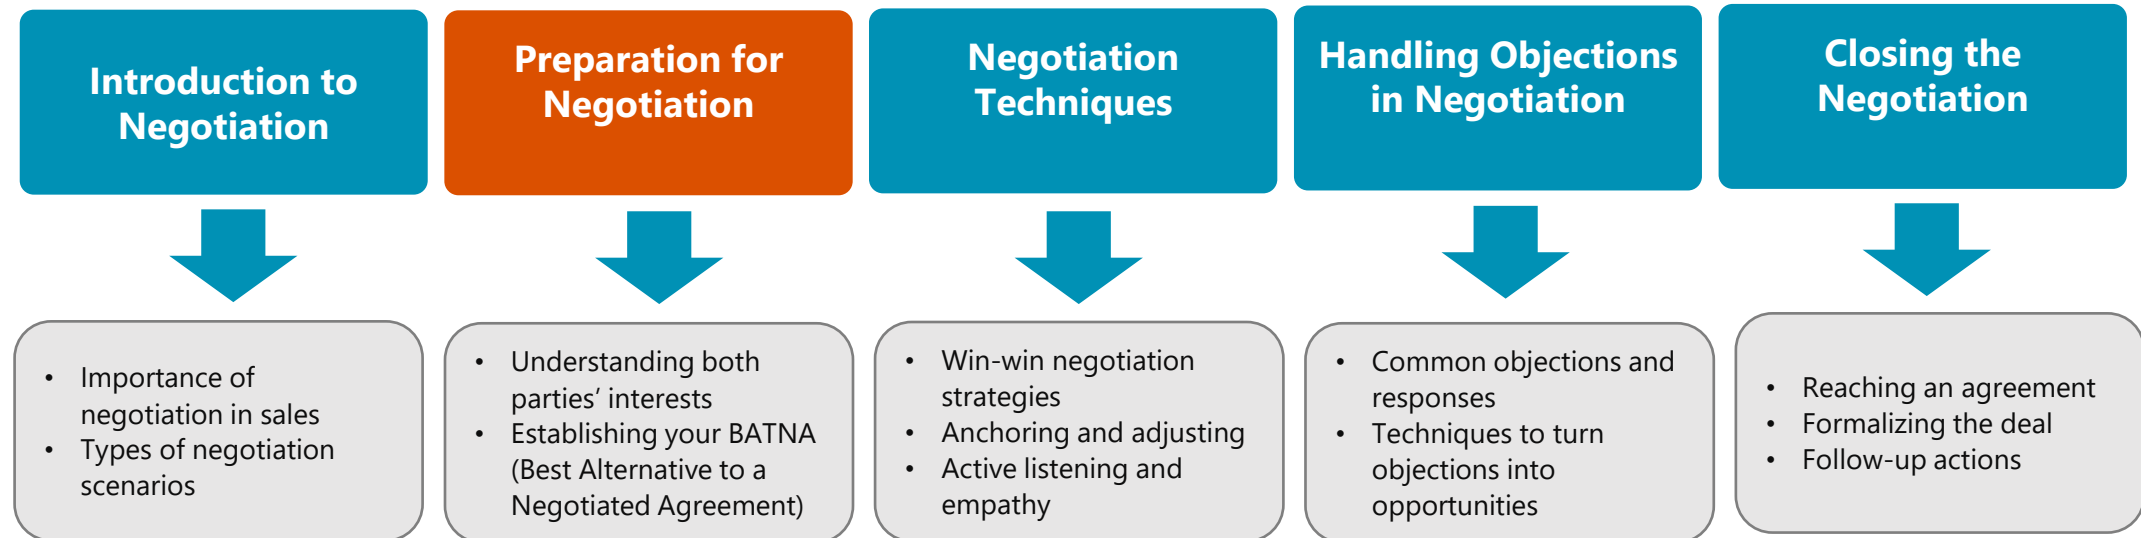 Introduction to
Negotiation
Preparation for
Negotiation
Negotiation
Techniques
Handling Objections
in Negotiation
Closing the
Negotiation
• Importance of
negotiation in sales
• Types of negotiation
scenarios
• Understanding both
parties’ interests
• Establishing your BATNA
(Best Alternative to a
Negotiated Agreement)
• Win-win negotiation
strategies
• Anchoring and adjusting
• Active listening and
empathy
• Common objections and
responses
• Techniques to turn
objections into
opportunities
• Reaching an agreement
• Formalizing the deal
• Follow-up actions